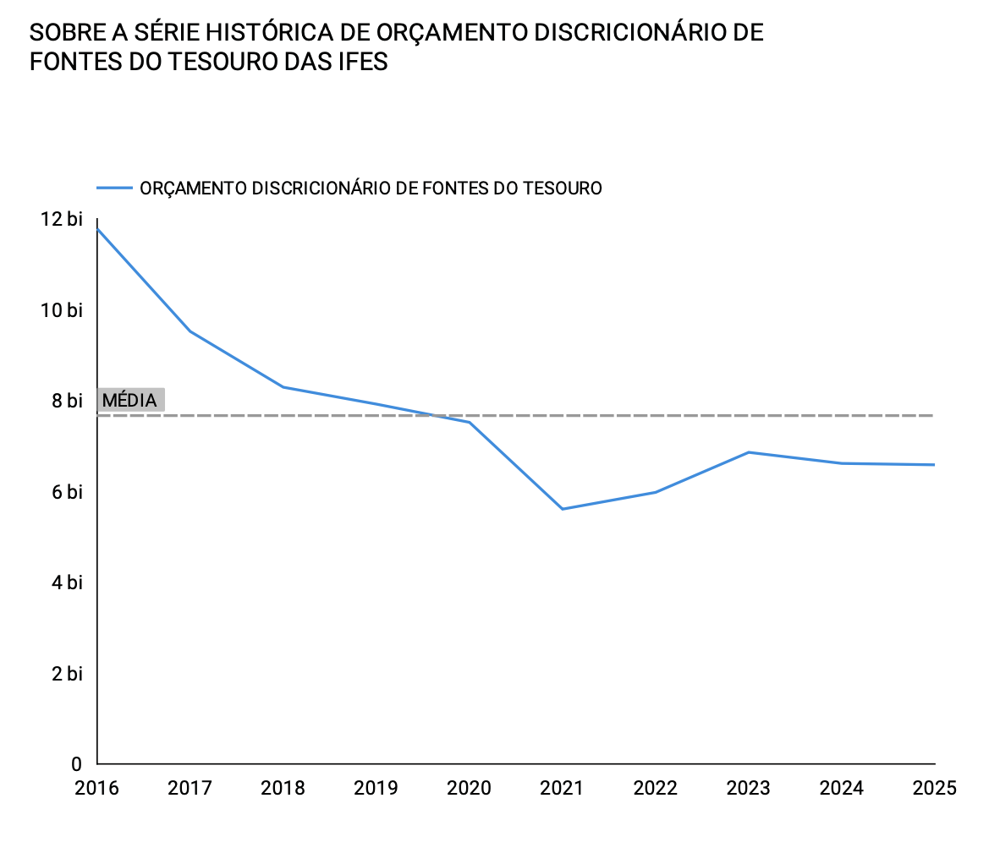 SOBRE A SÉRIE HISTÓRICA DE ORÇAMENTO DISCRICIONÁRIO DE
FONTES DO TESOURO DAS IFES
ORÇAMENTO DISCRICIONÁRIO DE FONTES DO TESOURO
12 bi
10 bi
8 bi
MÉDIA
6 bi
4 bi
2 bi
0
2016 2017 2018 2019 2020 2021 2022 2023 2024 2025